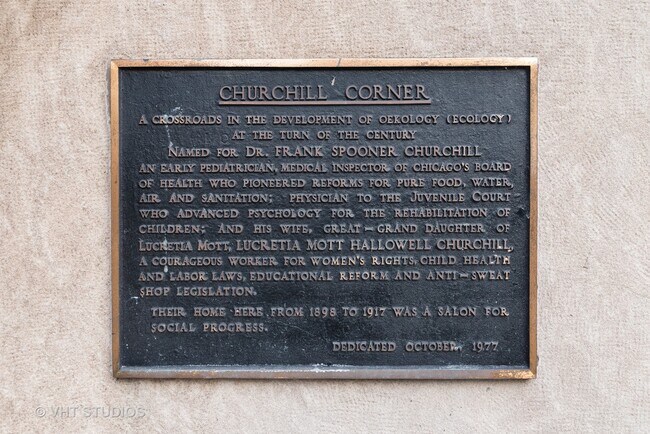 CHURCHILL CORNER
A CROSSROADS IN THE DEVELOPMENT OF OEKOLOGY (ECOLOGY)
AT THE TURN OF THE CENTURY
NAMED FOR DR. FRANK SPOONER CHURCHILL
AN EARLY PEDIATRICIAN, MEDICAL INSPECTOR OF CHICAGO'S BOARD
OF HEALTH WHO PIONEERED REFORMS FOR PURE FOOD, WATER,
AIR AND SANITATION; PHYSICIAN TO THE JUVENILE COURT
WHO ADVANCED PSYCHOLOGY FOR THE REHABILITATION OF
CHILDREN; AND HIS WIFE, GREAT-GRAND DAUGHTER OF
LUCRETIA MOTT, LUCRETIA MOTT HALLOWELL CHURCHILL,
A COURAGEOUS WORKER FOR WOMEN'S RIGHTS, CHILD HEALTH
AND LABOR LAWS, EDUCATIONAL REFORM AND ANTI-SWEAT
SHOP LEGISLATION.
THEIR HOME HERE FROM 1898 TO 1917 WAS A SALON FOR
SOCIAL PROGRESS.
DEDICATED OCTOBER, 1977
© VHT STUDIOS